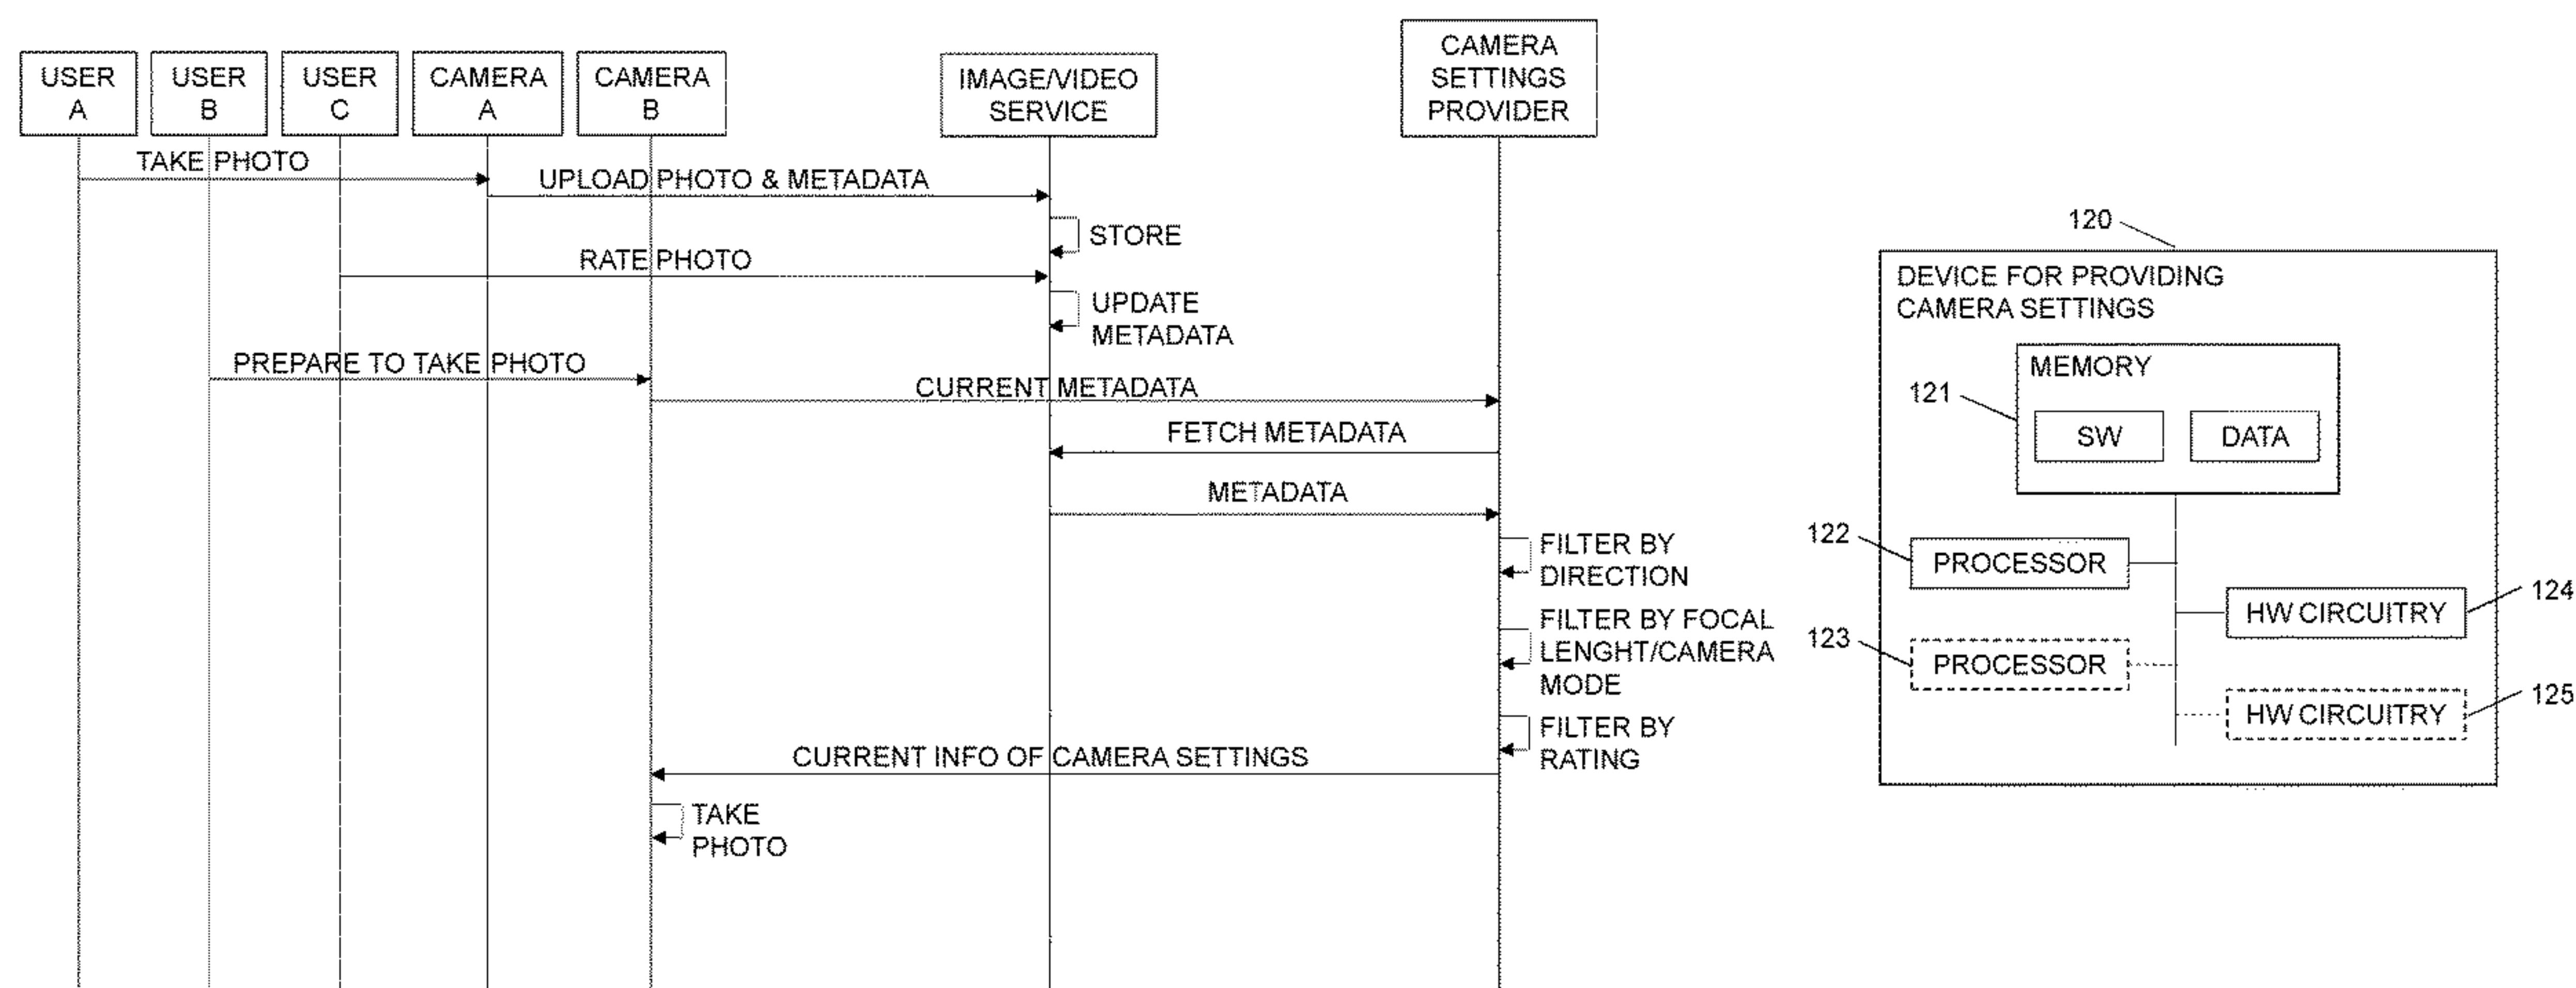 USER
A
USER
B
USER
C
CAMERA
A
CAMERA
B
IMAGE/VIDEO
SERVICE
CAMERA
SETTINGS
PROVIDER
TAKE PHOTO
UPLOAD PHOTO & METADATA
STORE
RATE PHOTO
UPDATE
METADATA
PREPARE TO TAKE PHOTO
CURRENT METADATA
FETCH METADATA
METADATA
FILTER BY
DIRECTION
FILTER BY FOCAL
LENGHT/CAMERA
MODE
FILTER BY
RATING
CURRENT INFO OF CAMERA SETTINGS
TAKE
PHOTO
120
DEVICE FOR PROVIDING
CAMERA SETTINGS
MEMORY
121
SW
DATA
122
PROCESSOR
124
HW CIRCUITRY
123
PROCESSOR
125
HW CIRCUITRY